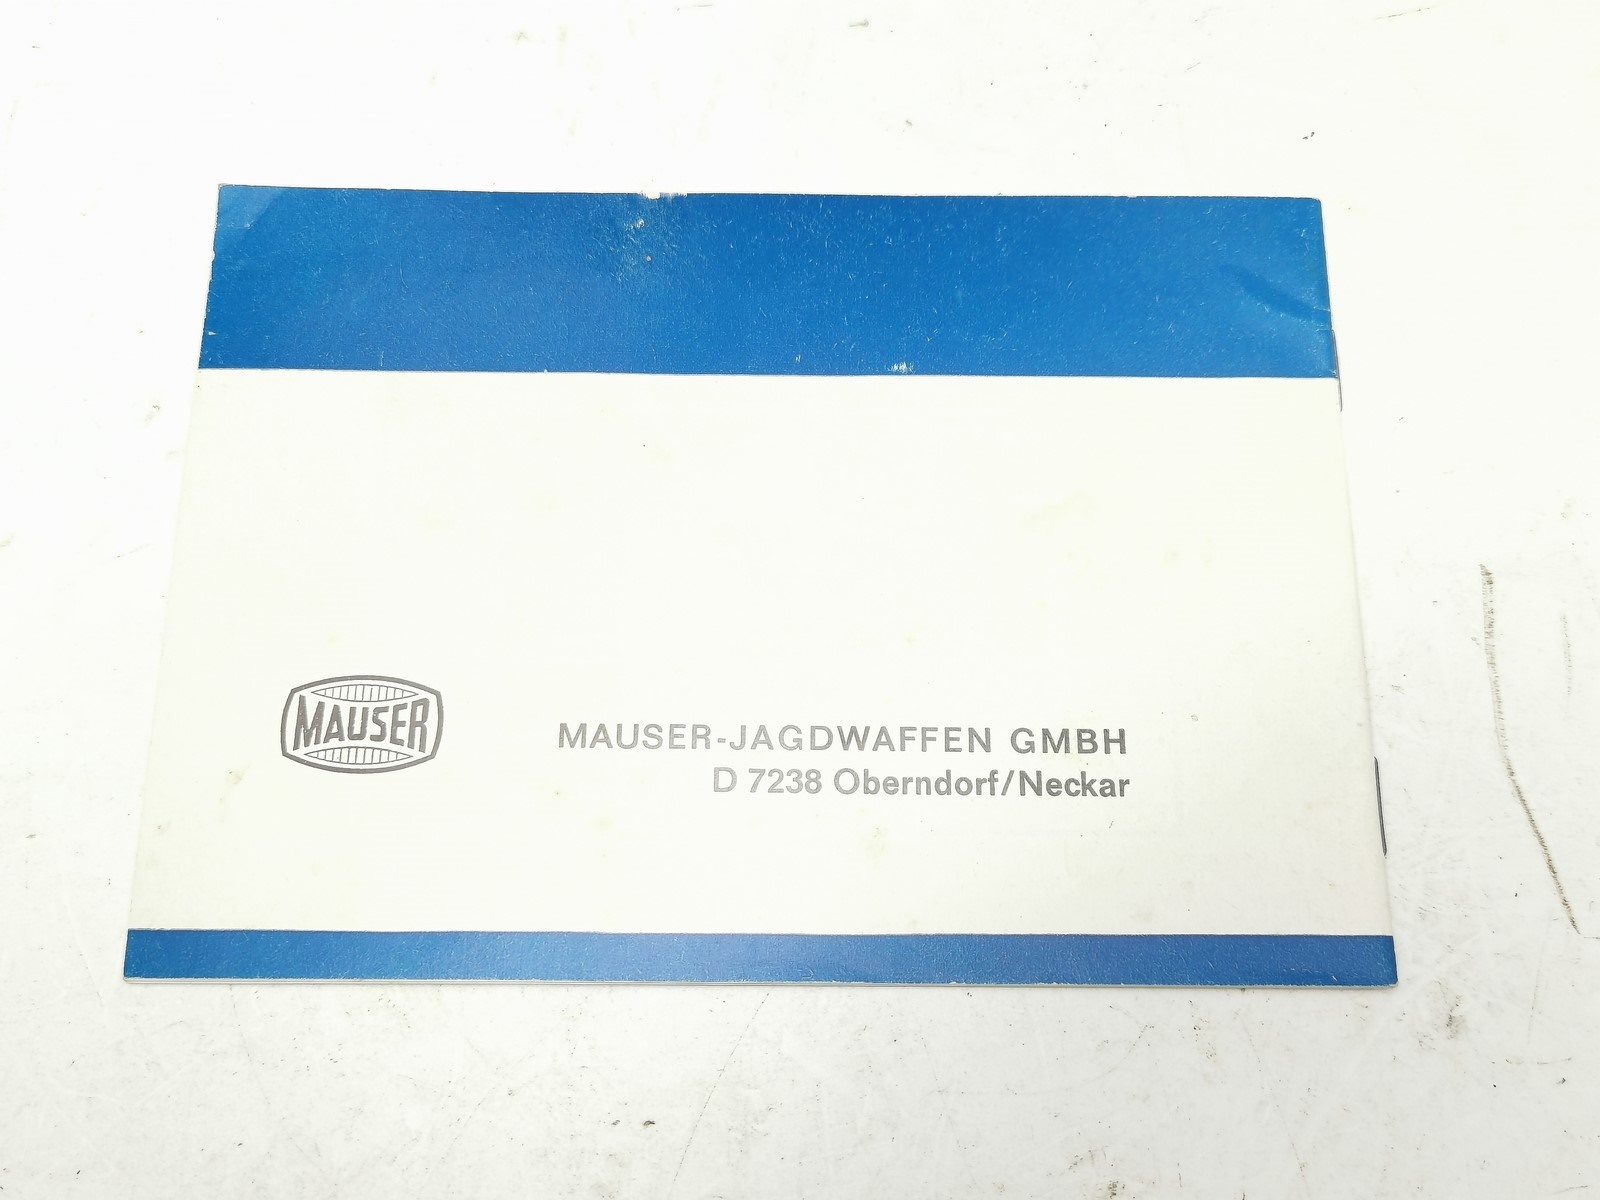 MAUSER
MAUSER-JAGDWAFFEN GMBH
D 7238 Oberndorf/Neckar